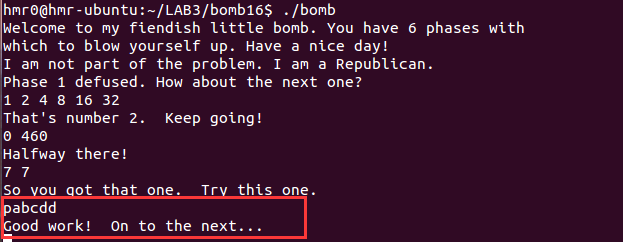 hmr0@hmr-ubuntu:~/LAB3/bomb16$ ./bomb
Welcome to my fiendish little bomb. You have 6 phases with
which to blow yourself up. Have a nice day!
I am not part of the problem. I am a Republican.
Phase 1 defused. How about the next one?
1 2 4 8 16 32
That's number 2.  Keep going!
0 460
Halfway there!
7 7
So you got that one.  Try this one.
pabcdd
Good work!  On to the next...